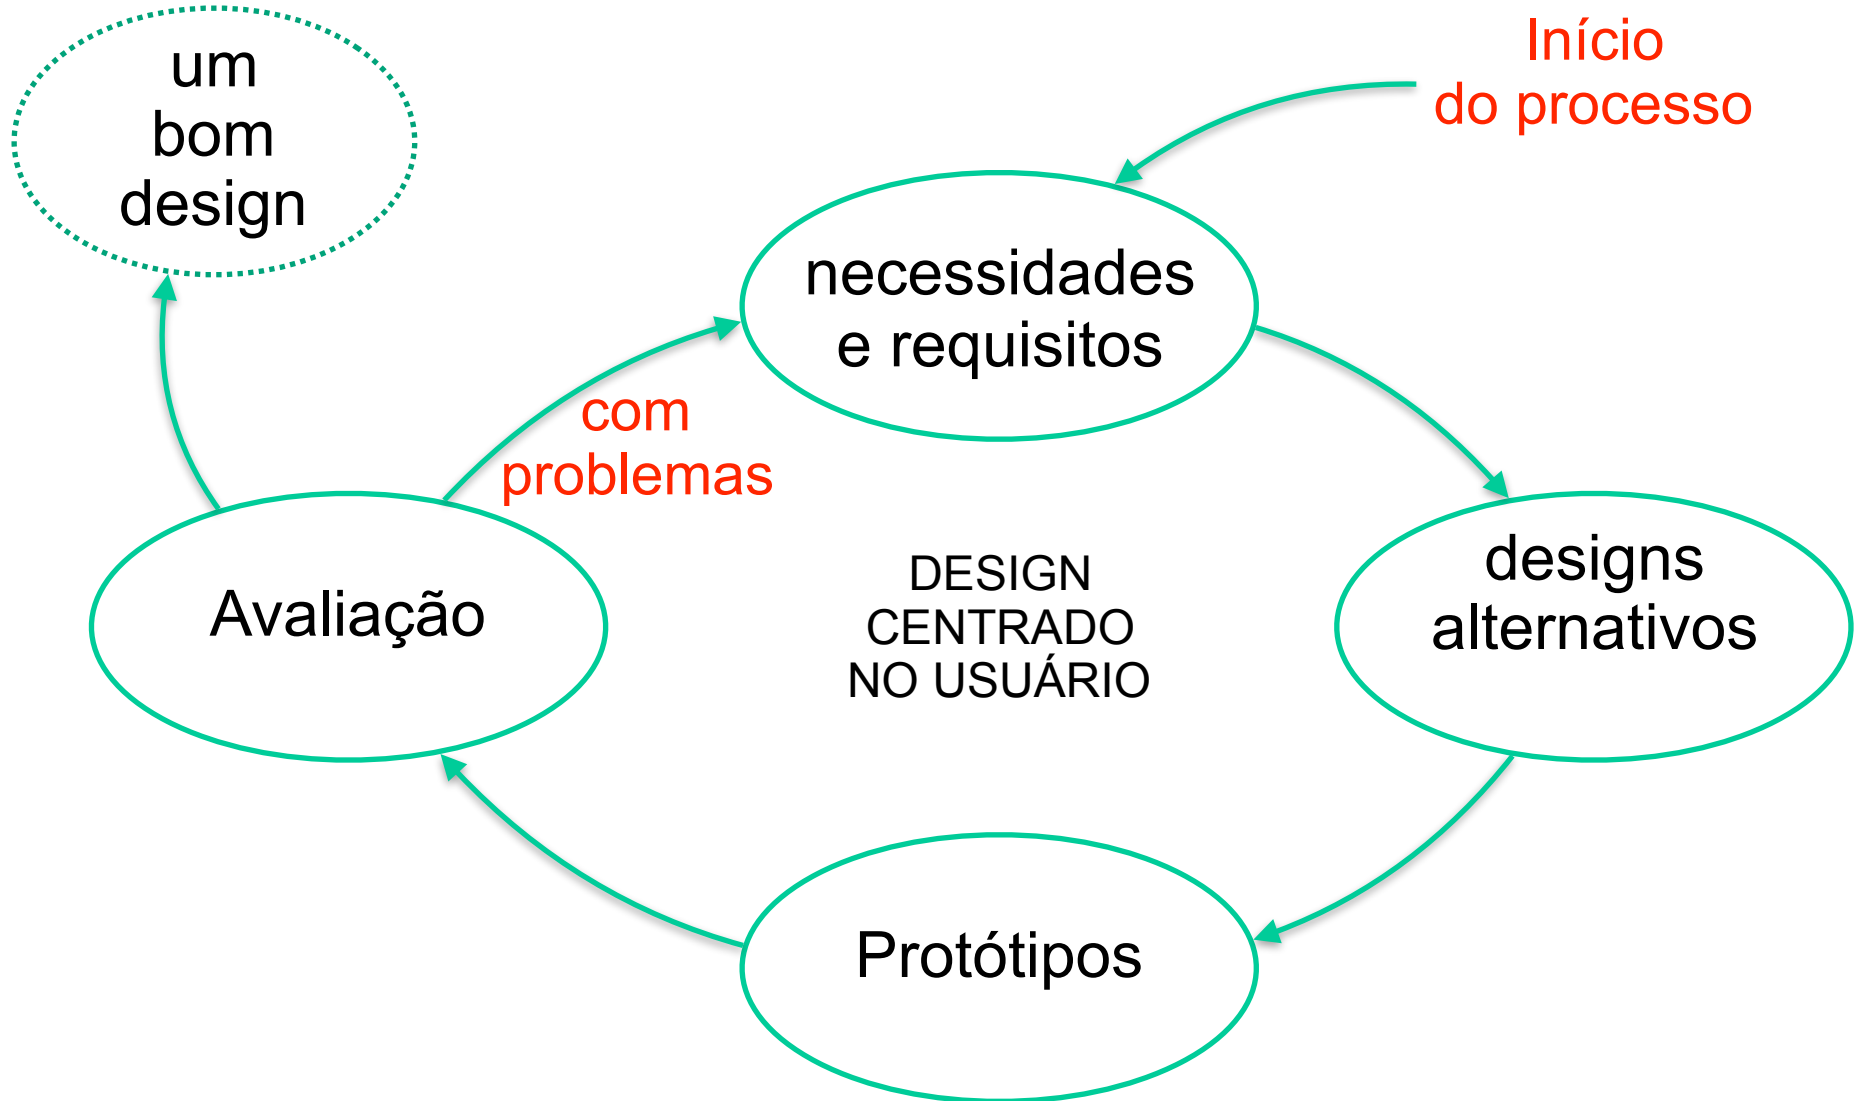 um
bom
design
Início
do processo
necessidades
e requisitos
com
problemas
designs
alternativos
Avaliação
DESIGN
CENTRADO
NO USUÁRIO
Protótipos